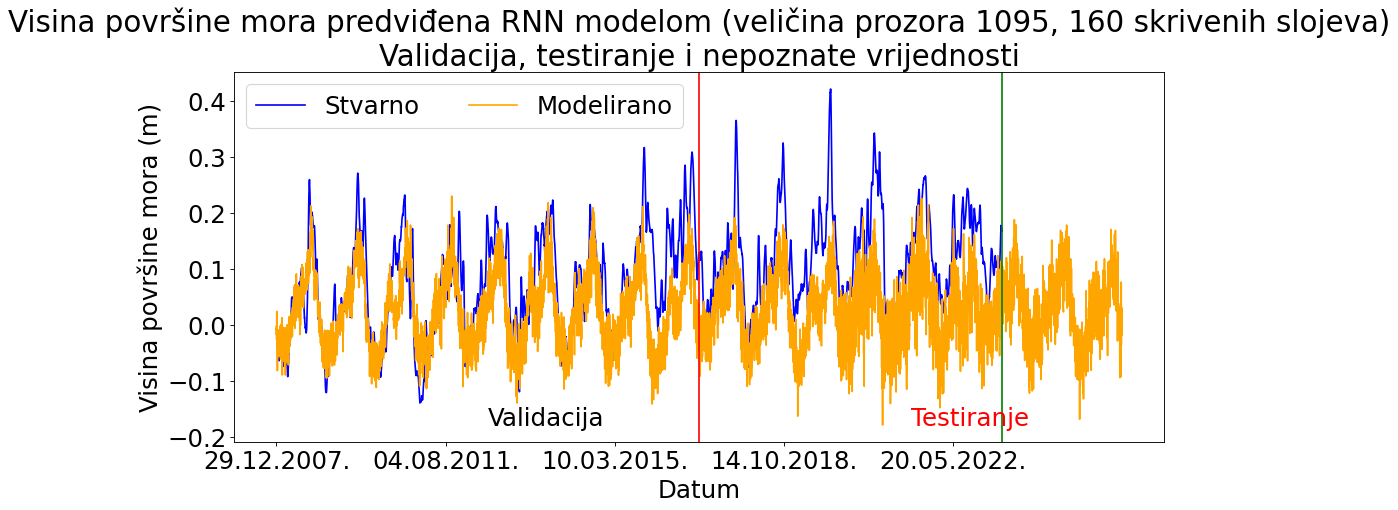 Visina površine mora predviđena RNN modelom (veličina prozora 1095, 160 skrivenih slojeva)
Validacija, testiranje i nepoznate vrijednosti
Stvarno
Modelirano
Visina površine mora (m)
0.4
0.3
0.2
0.1
0.0
−0.1
−0.2
Validacija
Testiranje
29.12.2007.
04.08.2011.
10.03.2015.
14.10.2018.
20.05.2022.
Datum